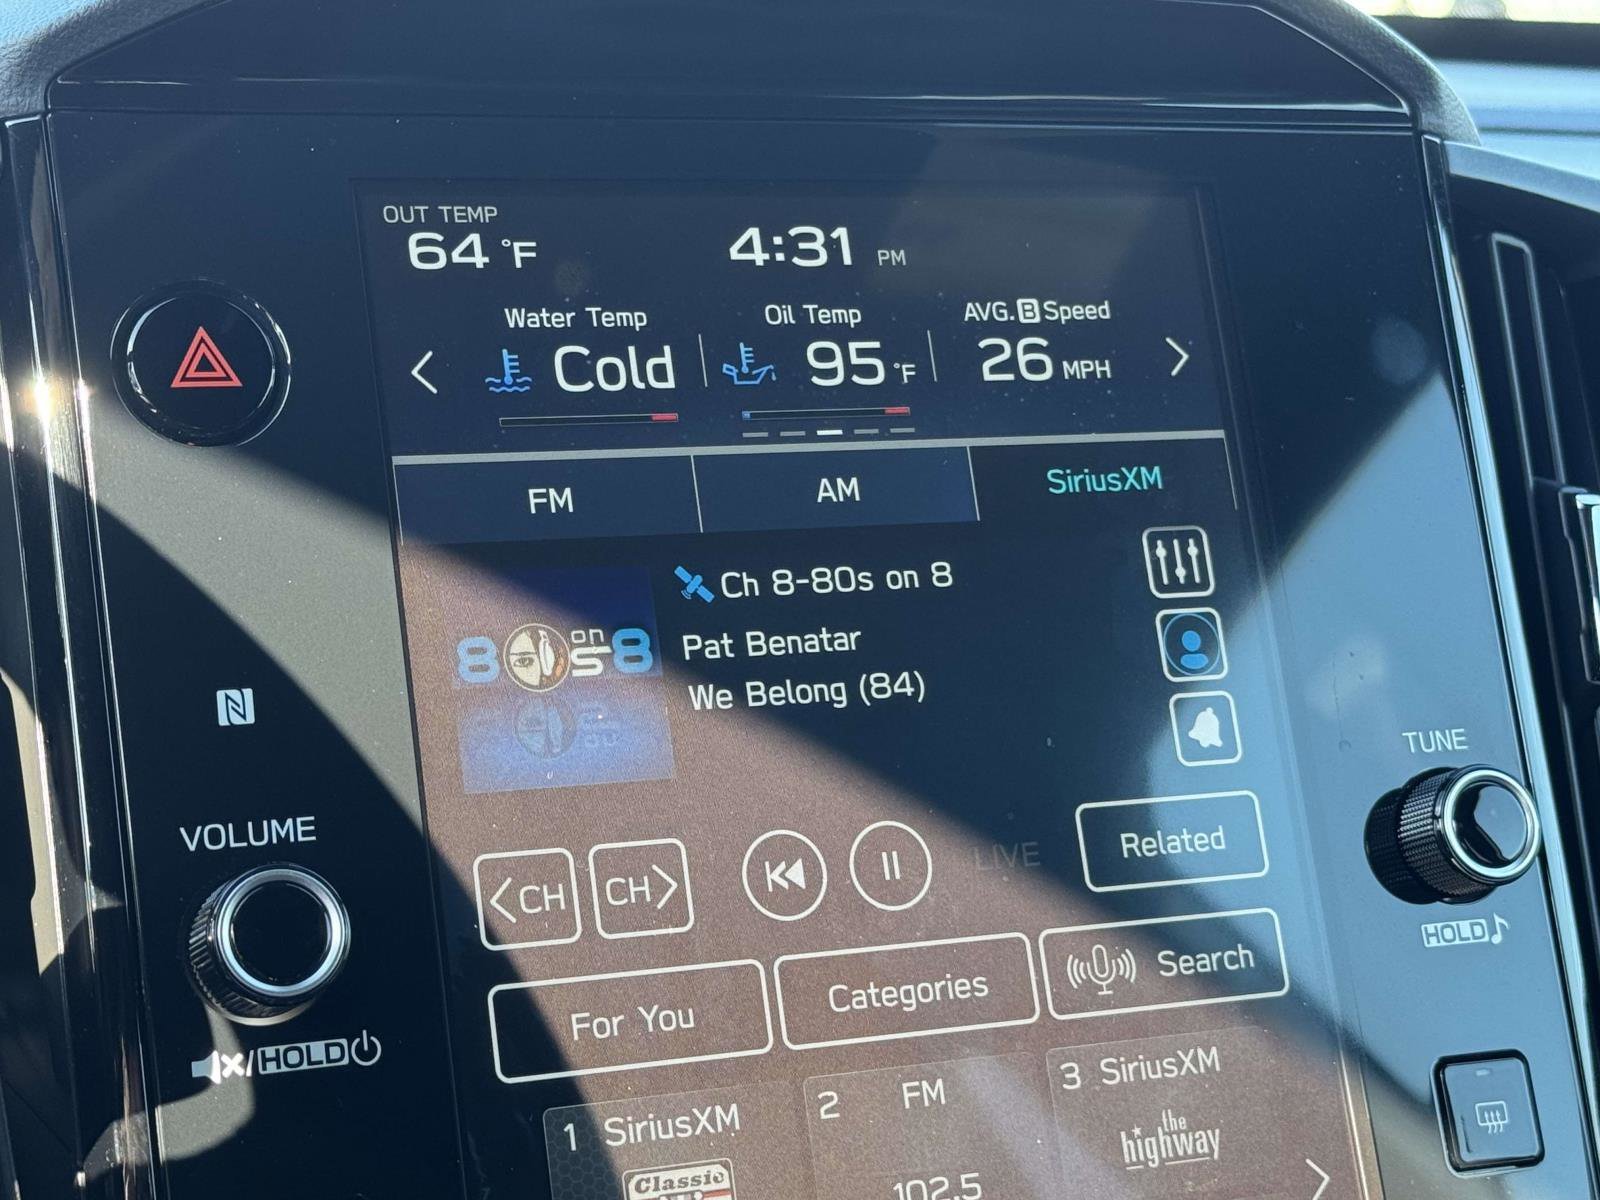 OUT TEMP
64 °F
4:31 PM
Water Temp
Cold
Oil Temp
95 °F
AVG. B Speed
26 MPH
FM
AM
SiriusXM
80s on 8
Ch 8-80s on 8
Pat Benatar
We Belong (84)
VOLUME
TUNE
<CH
CH>
LIVE
Related
HOLD
For You
Categories
Search
/HOLD
1 SiriusXM
Classic
2 FM
102.5
3 SiriusXM
the
highway